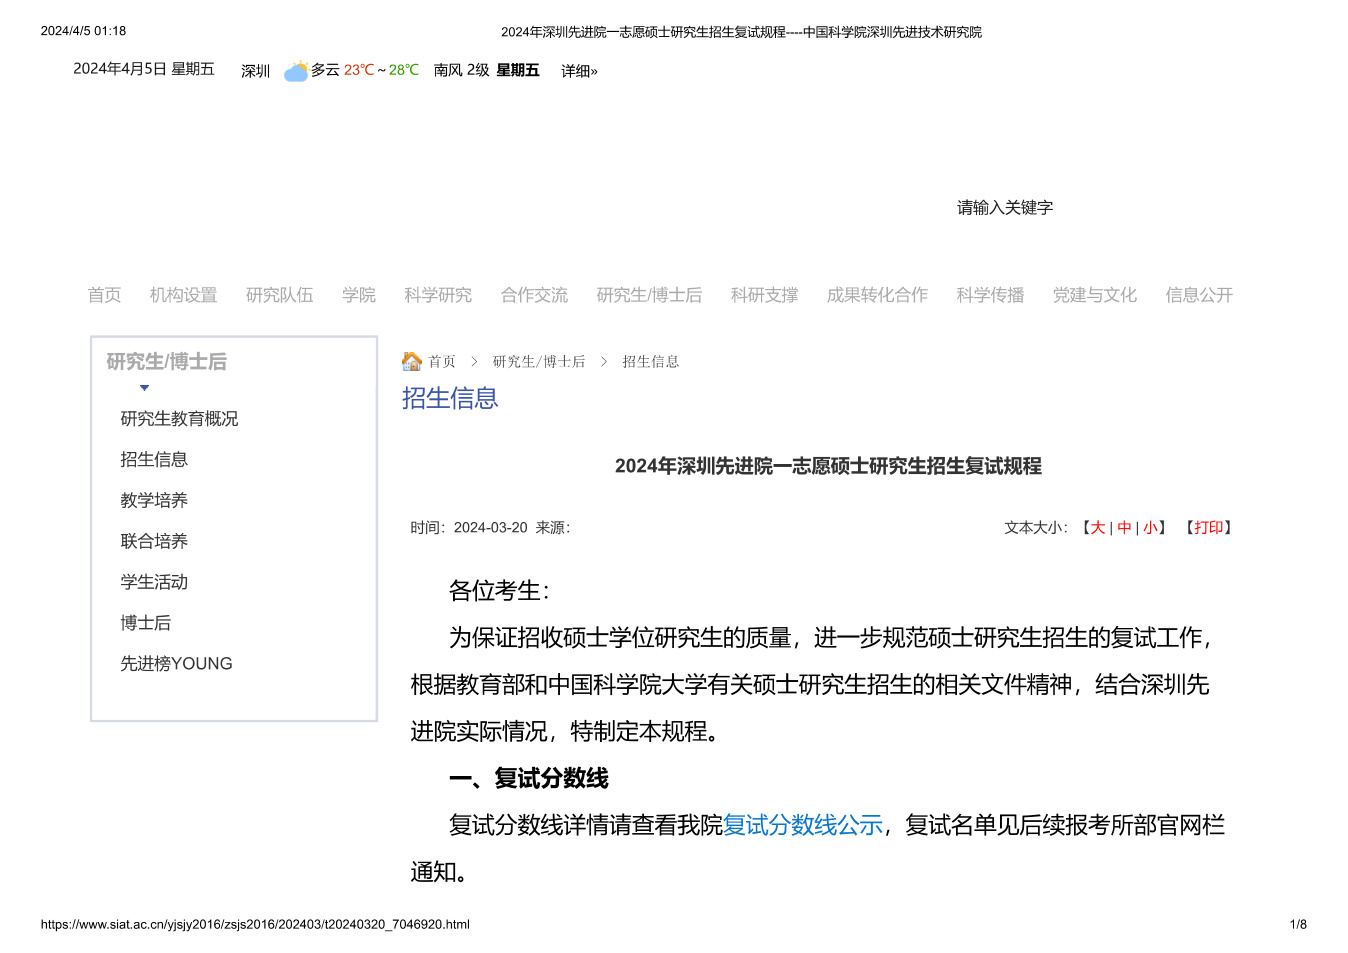 2024/4/5 01:18
2024年深圳先进院一志愿硕士研究生招生复试规程----中国科学院深圳先进技术研究院
2024年4月5日 星期五 深圳 多云 23℃ ~ 28℃ 南风 2级 星期五 详细»
请输入关键字
首页 机构设置 研究队伍 学院 科学研究 合作交流 研究生/博士后 科研支撑 成果转化合作 科学传播 党建与文化 信息公开
研究生/博士后
研究生教育概况
招生信息
教学培养
联合培养
学生活动
博士后
先进榜YOUNG
首页 > 研究生/博士后 > 招生信息
招生信息
2024年深圳先进院一志愿硕士研究生招生复试规程
时间：2024-03-20 来源：
文本大小：【大 | 中 | 小】 【打印】
各位考生：
为保证招收硕士学位研究生的质量，进一步规范硕士研究生招生的复试工作，
根据教育部和中国科学院大学有关硕士研究生招生的相关文件精神，结合深圳先
进院实际情况，特制定本规程。
一、复试分数线
复试分数线详情请查看我院复试分数线公示，复试名单见后续报考所部官网栏
通知。
https://www.siat.ac.cn/yjsjy2016/zsjs2016/202403/t20240320_7046920.html
1/8